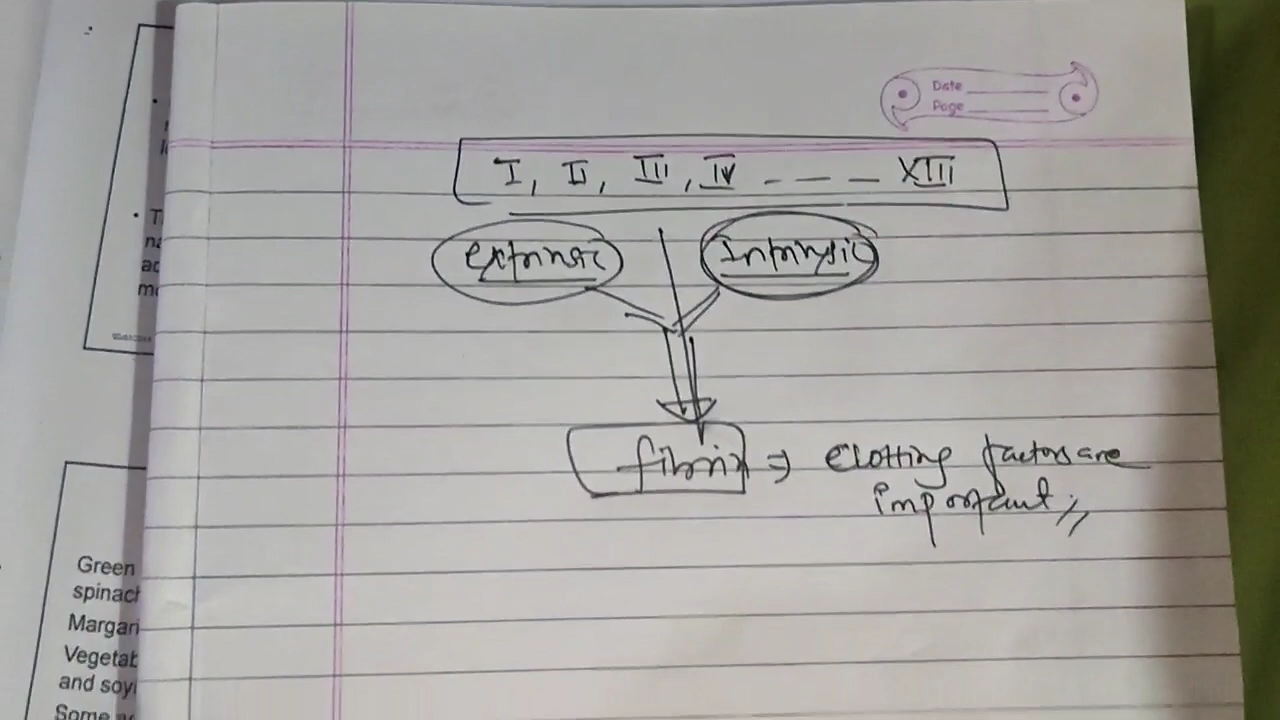 Date
Page
I, II, III, IV - - - - XIII
extrinsic
Intrinsic
fibrin => Clotting factors are
important //
Green
spinach
Margari
Vegetab
and soy
Some